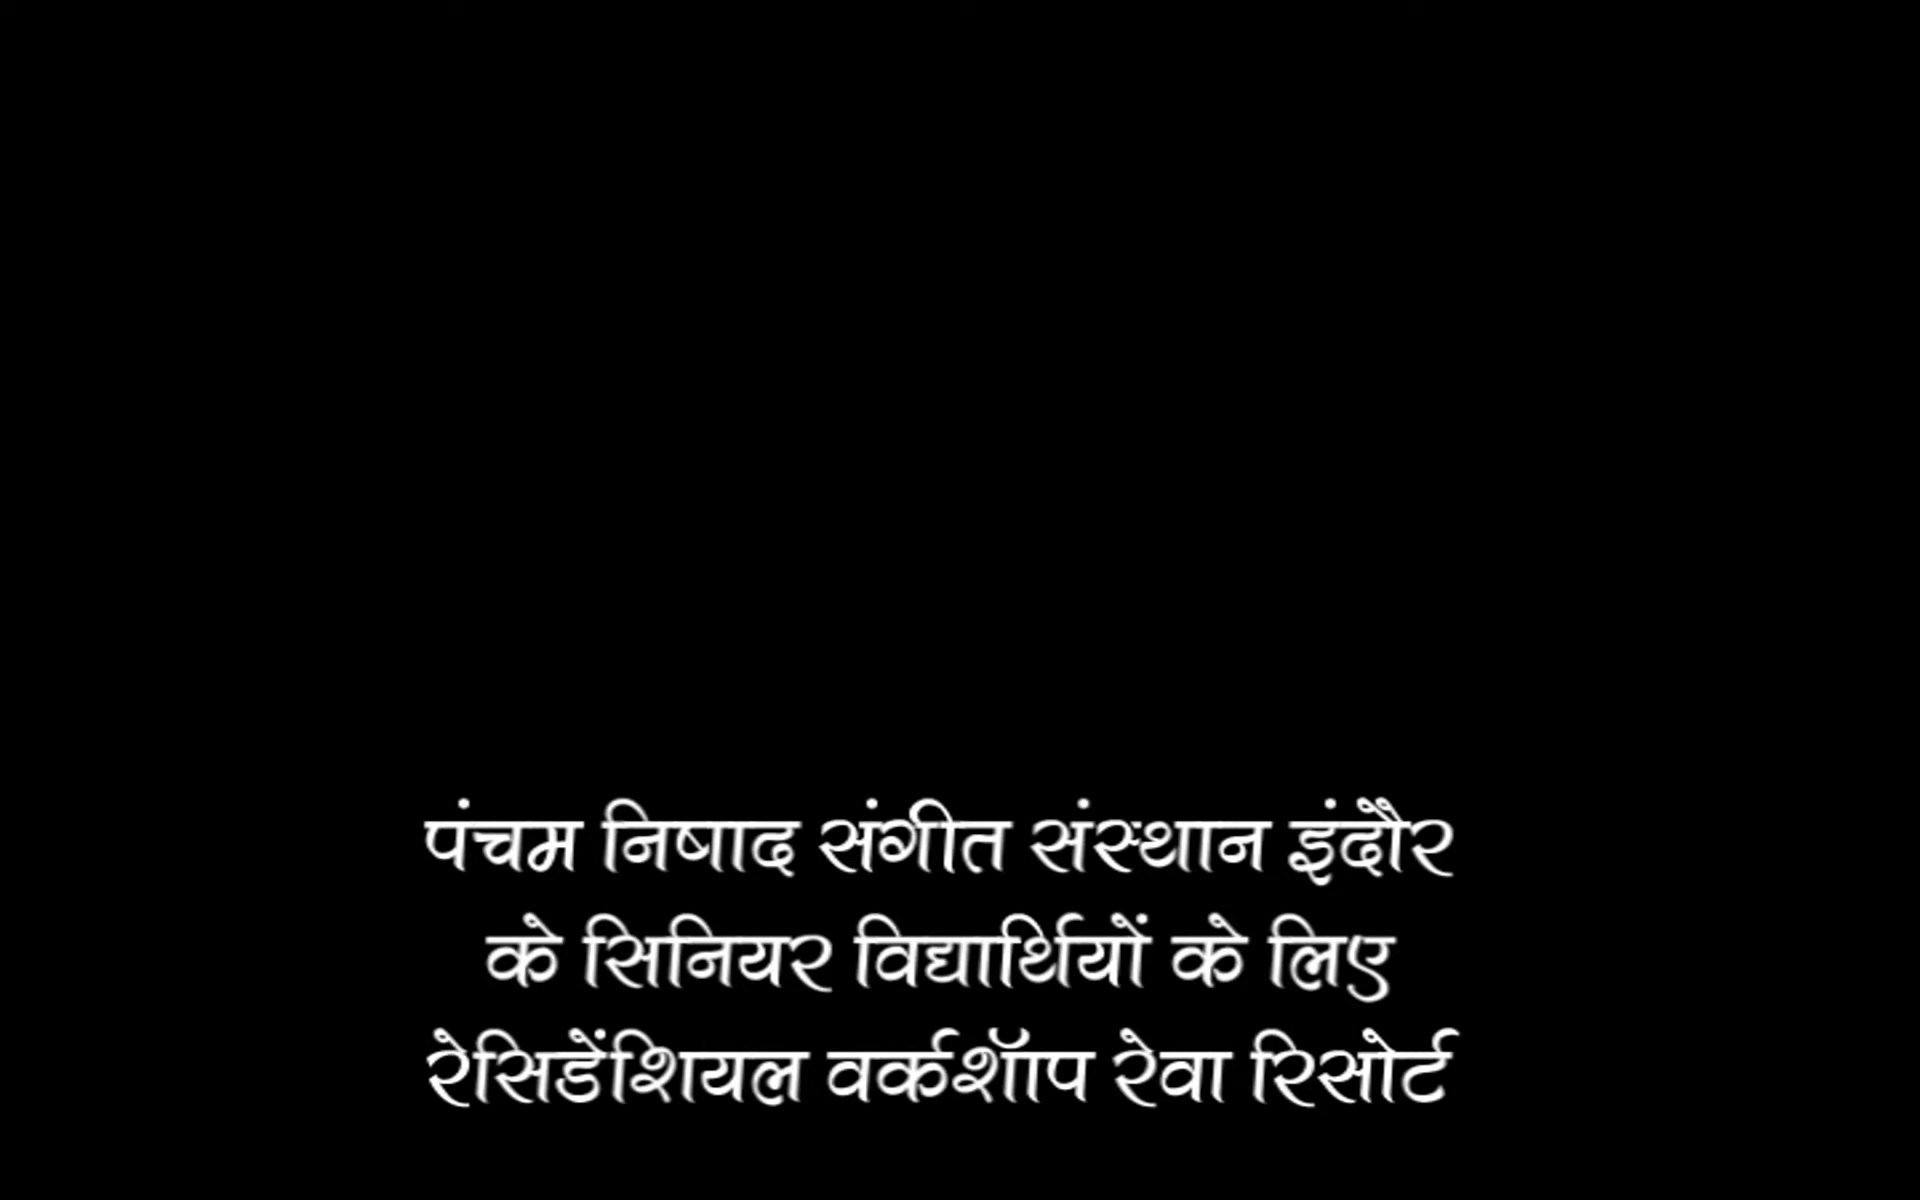 पंचम निषाद संगीत संस्थान इंदौर
के सिनियर विद्यार्थियों के लिए
रेसिडेंशियल वर्कशॉप रेवा रिसोर्ट